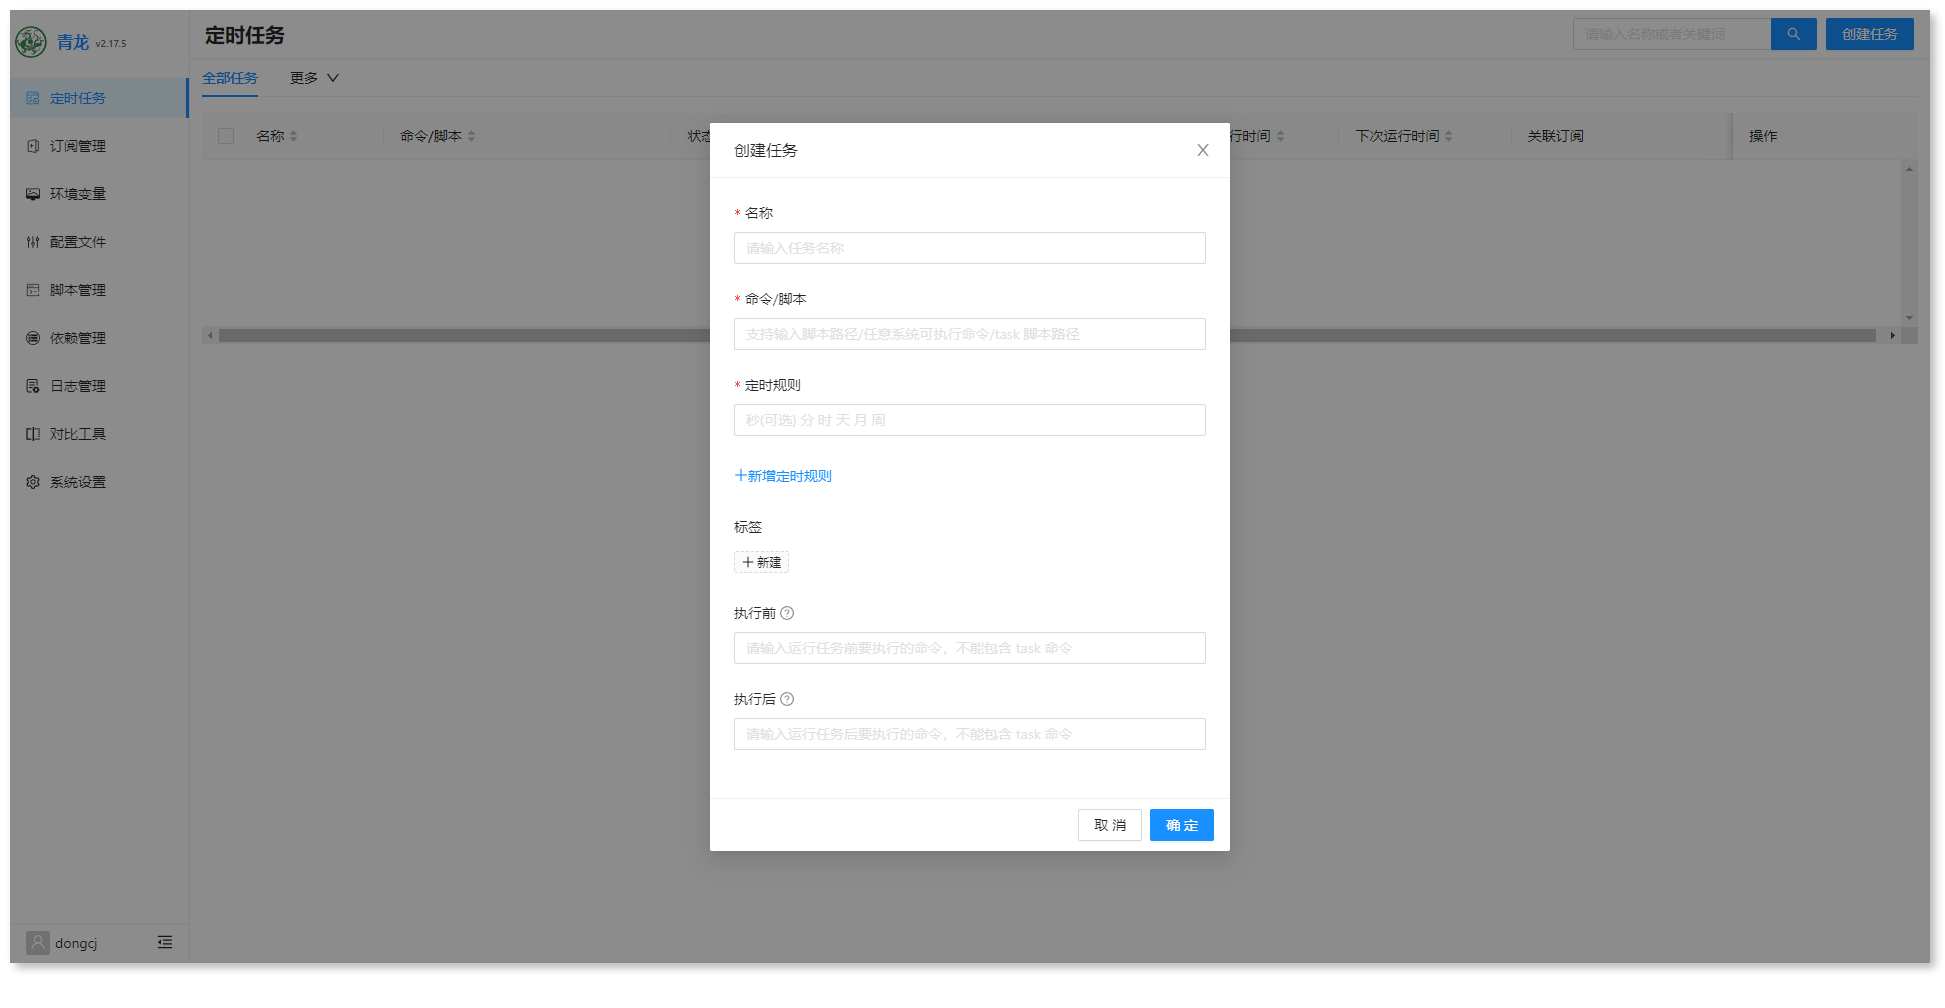 青龙 v2.17.5
定时任务
请输入名称或者关键词
创建任务
全部任务 更多
定时任务
订阅管理
环境变量
配置文件
脚本管理
依赖管理
日志管理
对比工具
系统设置
名称 命令/脚本 状态 行时间 下次运行时间 关联订阅 操作
创建任务
* 名称
请输入任务名称
* 命令/脚本
支持输入脚本路径/任意系统可执行命令/task 脚本路径
* 定时规则
秒(可选) 分 时 天 月 周
+新增定时规则
标签
+ 新建
执行前 ?
请输入运行任务前要执行的命令，不能包含 task 命令
执行后 ?
请输入运行任务后要执行的命令，不能包含 task 命令
取 消 确 定
dongcj